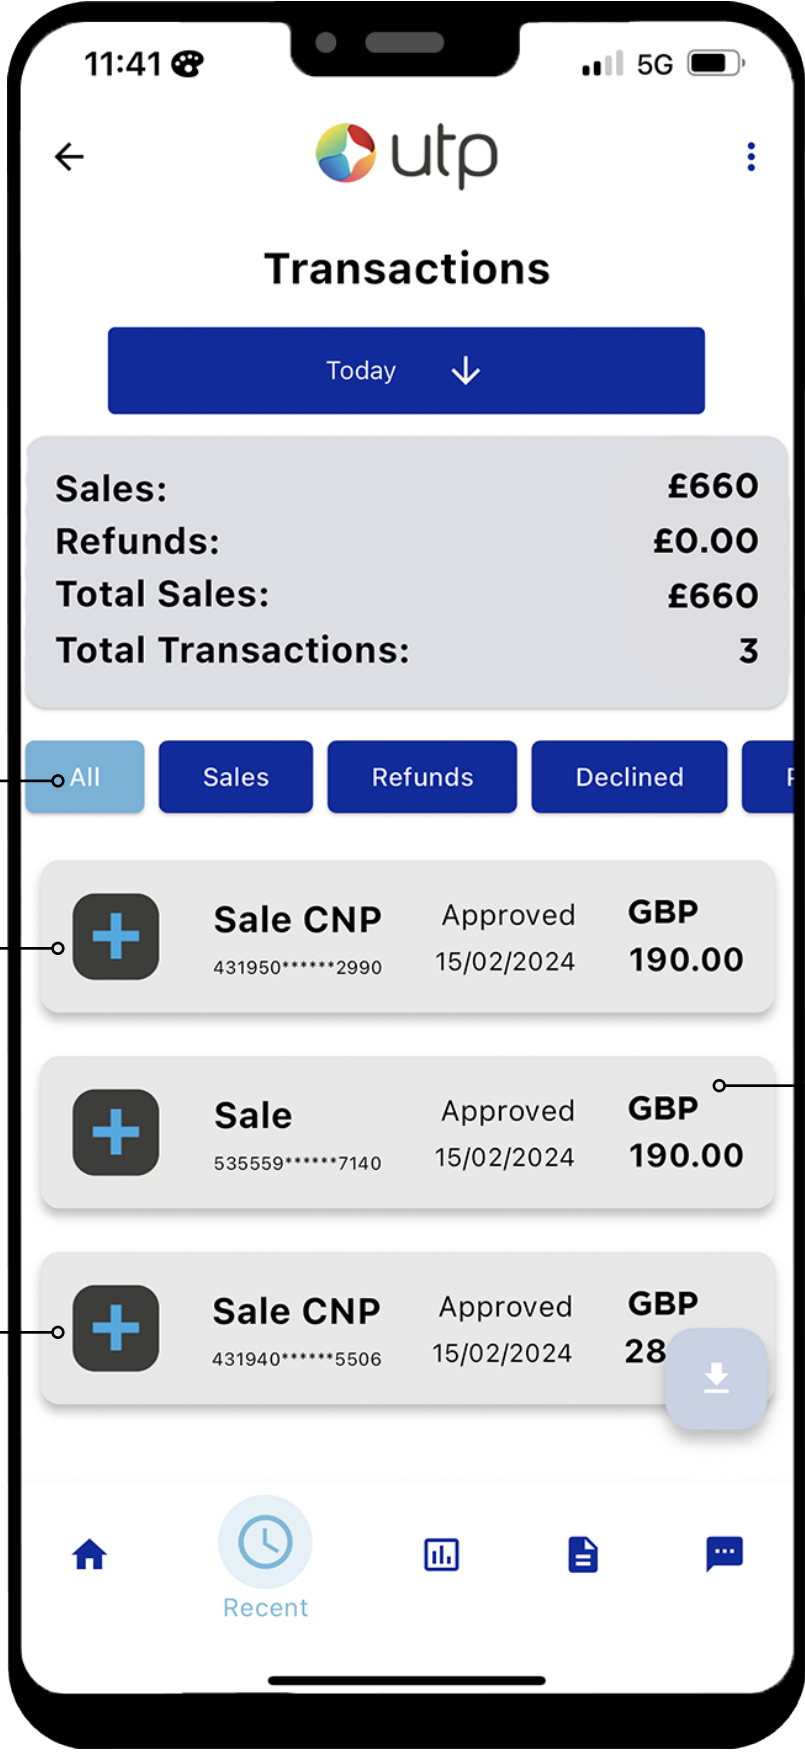 11:41
5G
utp
Transactions
Today
Sales: £660
Refunds: £0.00
Total Sales: £660
Total Transactions: 3
All Sales Refunds Declined
Sale CNP Approved GBP
431950******2990 15/02/2024 190.00
Sale Approved GBP
535559******7140 15/02/2024 190.00
Sale CNP Approved GBP
431940******5506 15/02/2024 28
Recent